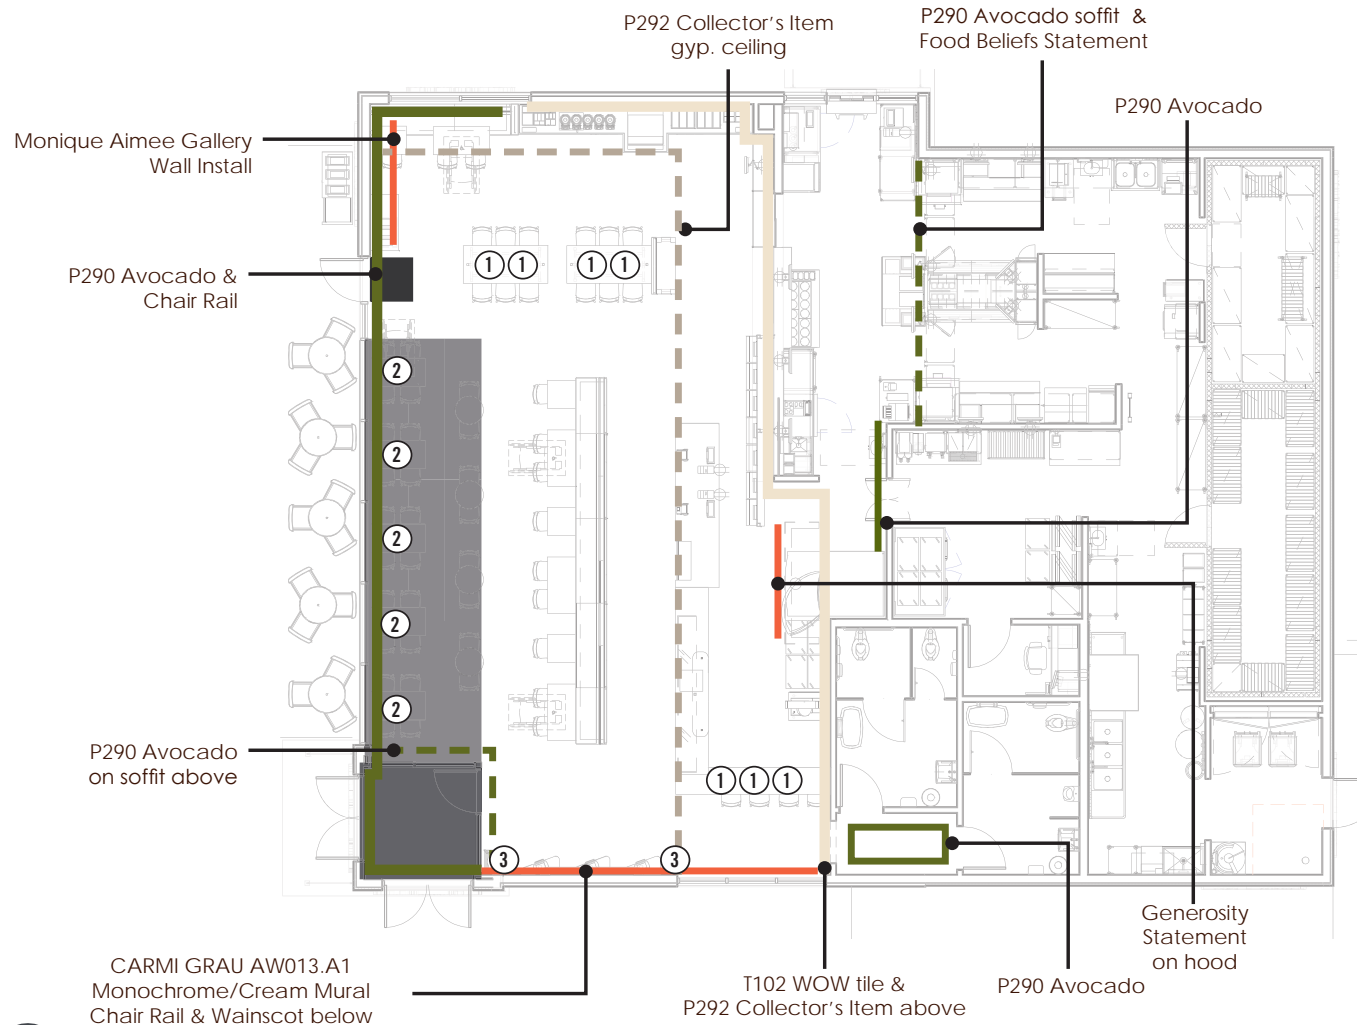 P292 Collector's Item
gyp. ceiling
P290 Avocado soffit &
Food Beliefs Statement
P290 Avocado
Monique Aimee Gallery
Wall Install
P290 Avocado &
Chair Rail
1 1 1 1
2
2
2
2
2
P290 Avocado
on soffit above
1 1 1
3 3
CARMI GRAU AW013.A1
Monochrome/Cream Mural
Chair Rail & Wainscot below
T102 WOW tile &
P292 Collector's Item above
P290 Avocado
Generosity
Statement
on hood